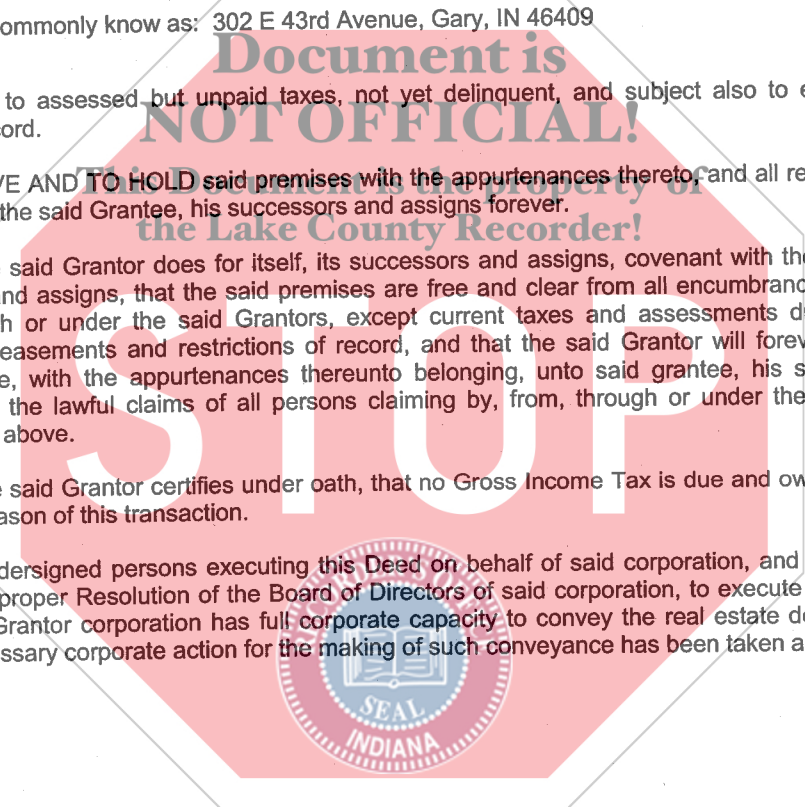 ommonly know as: 302 E 43rd Avenue, Gary, IN 46409
Document is
to assessed but unpaid taxes, not yet delinquent, and subject also to e
NOT OFFICIAL!
ord.
VE AND TO HOLD said premises with the appurtenances thereto, and all re
This Document is the property of
the said Grantee, his successors and assigns forever.
the Lake County Recorder!
said Grantor does for itself, its successors and assigns, covenant with the
nd assigns, that the said premises are free and clear from all encumbranc
h or under the said Grantors, except current taxes and assessments d
easements and restrictions of record, and that the said Grantor will forev
e, with the appurtenances thereunto belonging, unto said grantee, his s
the lawful claims of all persons claiming by, from, through or under the
above.
STOP
e said Grantor certifies under oath, that no Gross Income Tax is due and ow
ason of this transaction.
dersigned persons executing this Deed on behalf of said corporation, and
proper Resolution of the Board of Directors of said corporation, to execute
Grantor corporation has full corporate capacity to convey the real estate d
ssary corporate action for the making of such conveyance has been taken a
SEAL
INDIANA